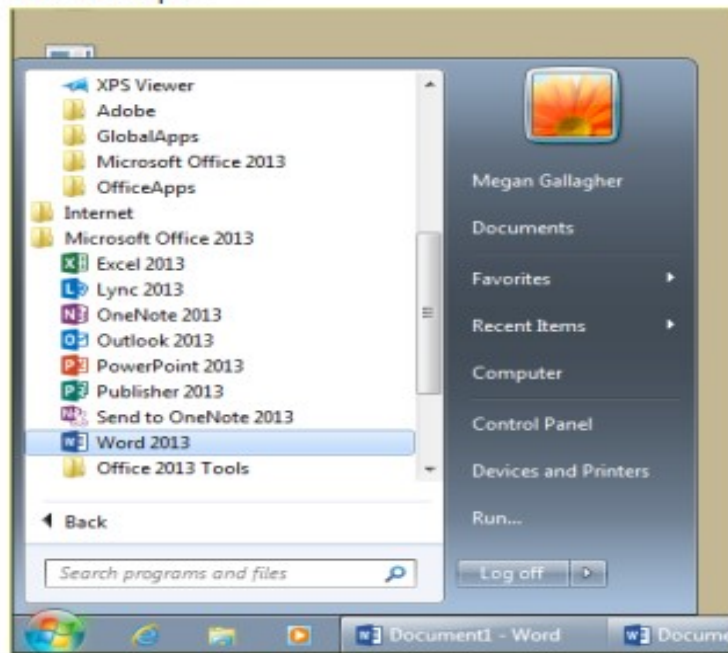 XPS Viewer
Adobe
GlobalApps
Microsoft Office 2013
OfficeApps
Internet
Microsoft Office 2013
Excel 2013
Lync 2013
OneNote 2013
Outlook 2013
PowerPoint 2013
Publisher 2013
Send to OneNote 2013
Word 2013
Office 2013 Tools
Back
Search programs and files
Megan Gallagher
Documents
Favorites
Recent Items
Computer
Control Panel
Devices and Printers
Run...
Log off
Document1 - Word
Docume